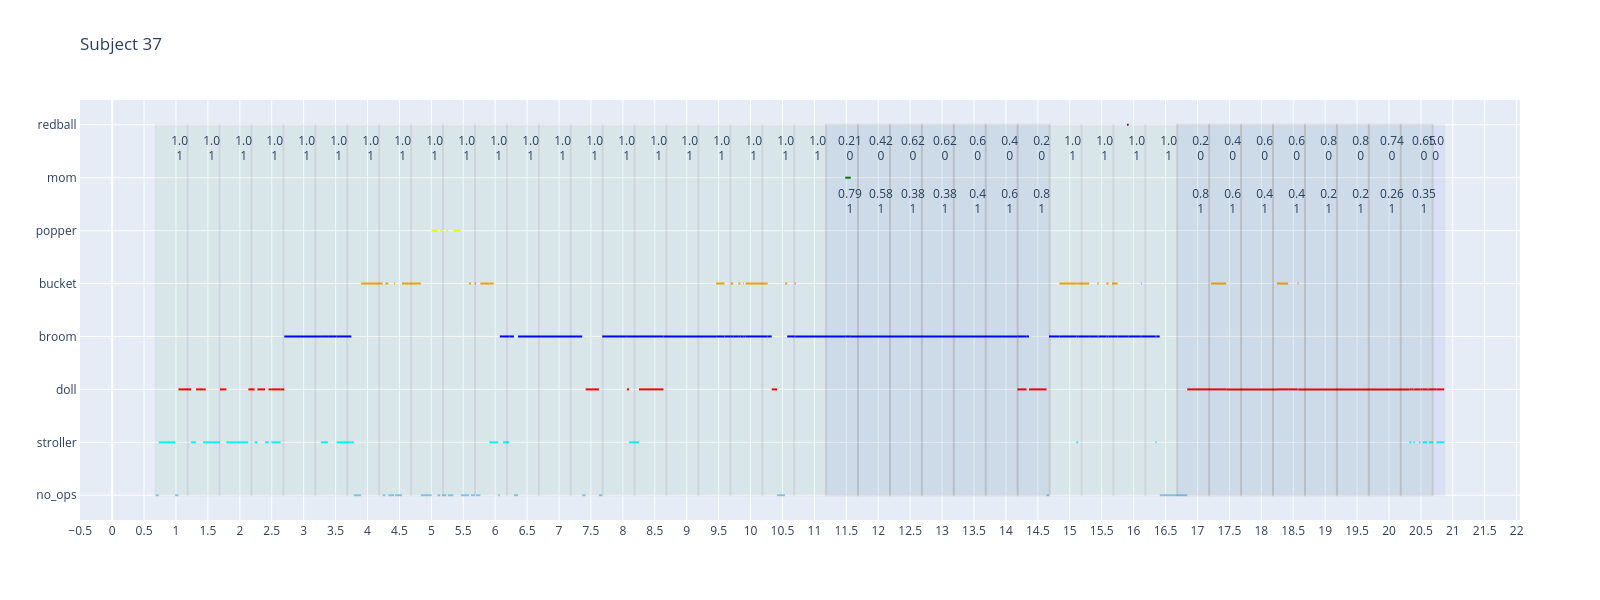 Subject 37
redball
1.0 1.0 1.0 1.0 1.0 1.0 1.0 1.0 1.0 1.0 1.0 1.0 1.0 1.0 1.0 1.0 1.0 1.0 1.0 1.0 1.0 0.21 0.42 0.62 0.62 0.6 0.4 0.2 1.0 1.0 1.0 1.0 0.2 0.4 0.6 0.6 0.8 0.8 0.74 0.65
1 1 1 1 1 1 1 1 1 1 1 1 1 1 1 1 1 1 1 1 1 0 0 0 0 0 0 0 1 1 1 1 0 0 0 0 0 0 0 0 0
mom
0.79 0.58 0.38 0.38 0.4 0.6 0.8 0.8 0.6 0.4 0.4 0.2 0.2 0.26 0.35
1 1 1 1 1 1 1 1 1 1 1 1 1 1 1
popper
bucket
broom
doll
stroller
no_ops
−0.5 0 0.5 1 1.5 2 2.5 3 3.5 4 4.5 5 5.5 6 6.5 7 7.5 8 8.5 9 9.5 10 10.5 11 11.5 12 12.5 13 13.5 14 14.5 15 15.5 16 16.5 17 17.5 18 18.5 19 19.5 20 20.5 21 21.5 22